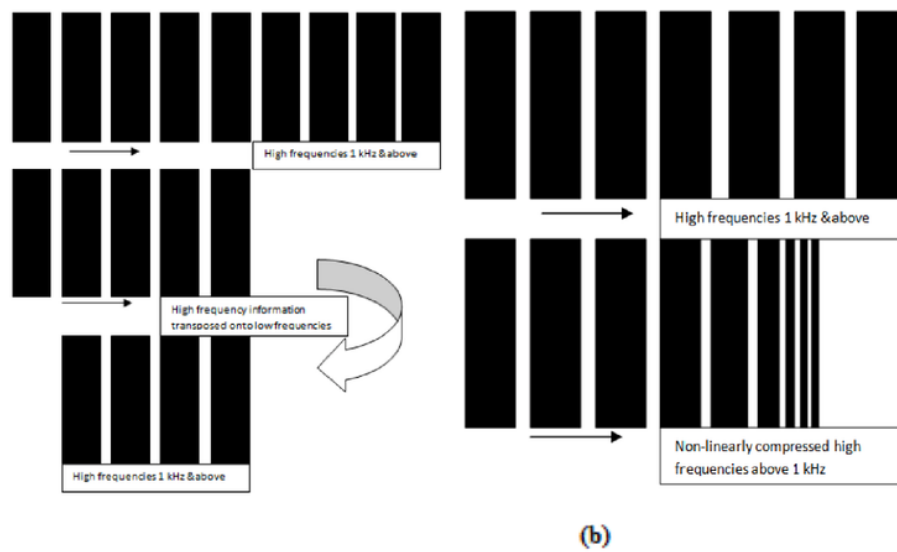 High frequencies 1 kHz & above
High frequency information
transposed onto low frequencies
High frequencies 1 kHz & above
High frequencies 1 kHz & above
Non-linearly compressed high
frequencies above 1 kHz
(b)